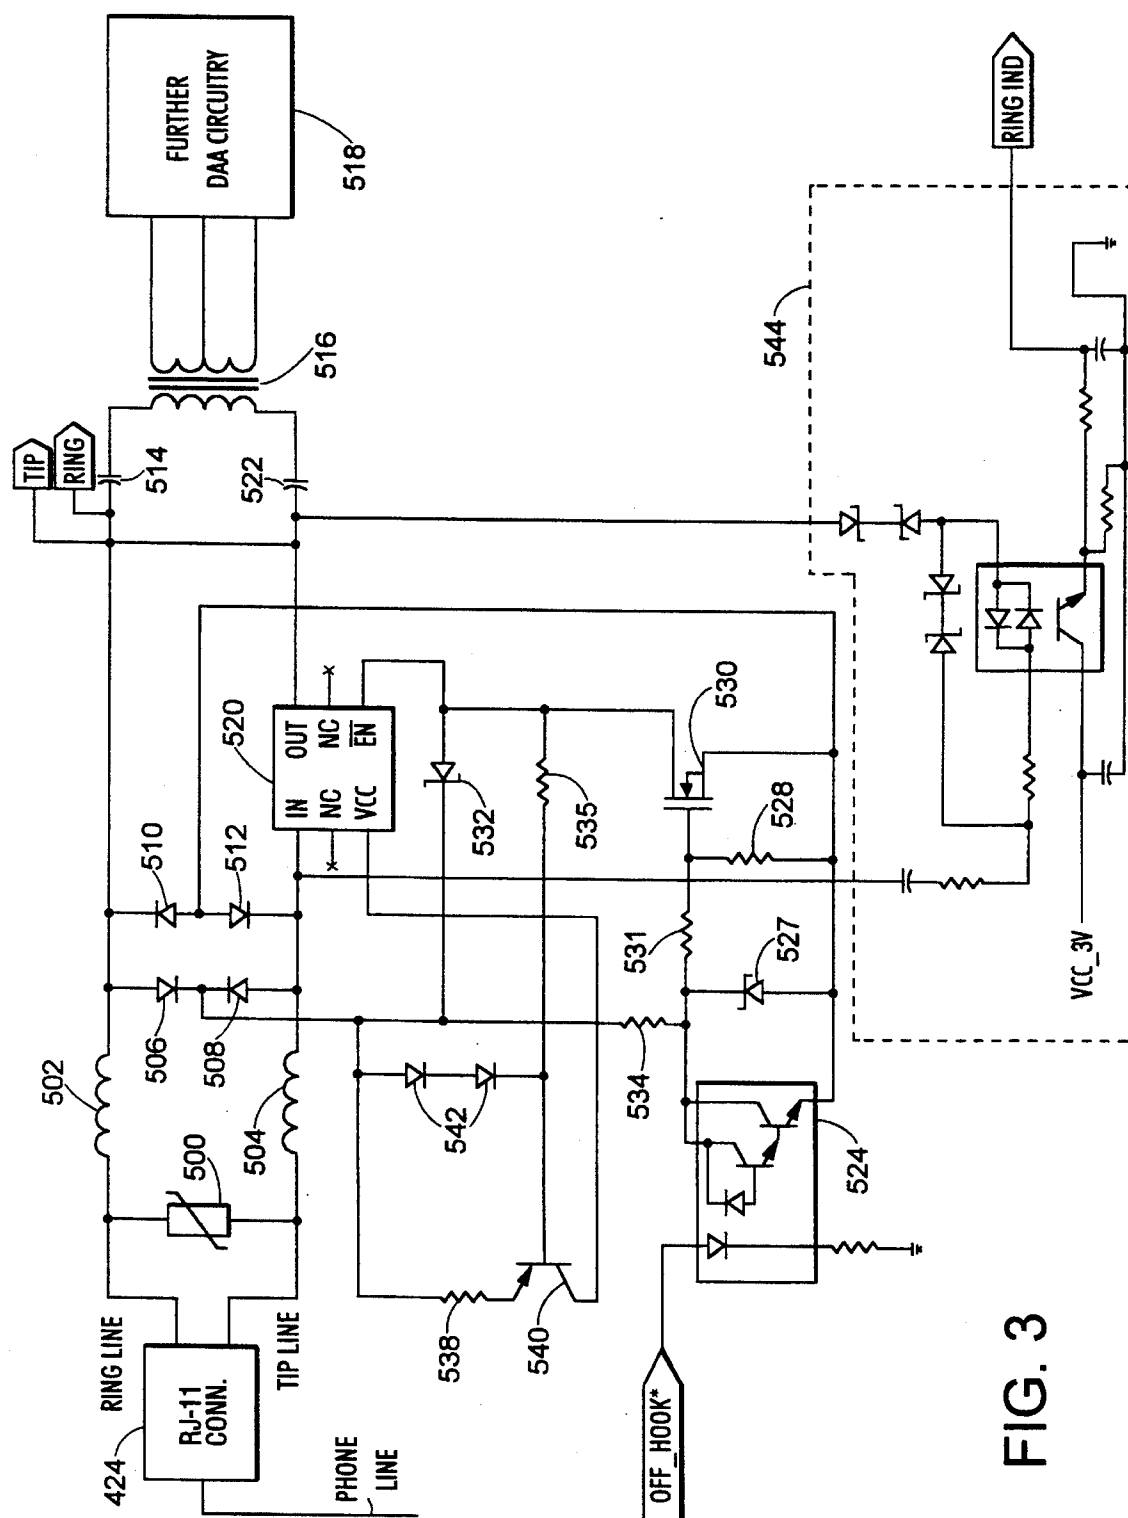 FURTHER
DAA CIRCUITRY
518
516
TIP
RING
514
522
RING IND
544
520
IN
OUT
NC
NC
VCC
EN
510
512
506
508
502
504
500
532
535
530
528
531
527
534
542
524
538
540
VCC_3V
RING LINE
TIP LINE
RJ-11
CONN.
424
PHONE
LINE
OFF_HOOK*
FIG. 3